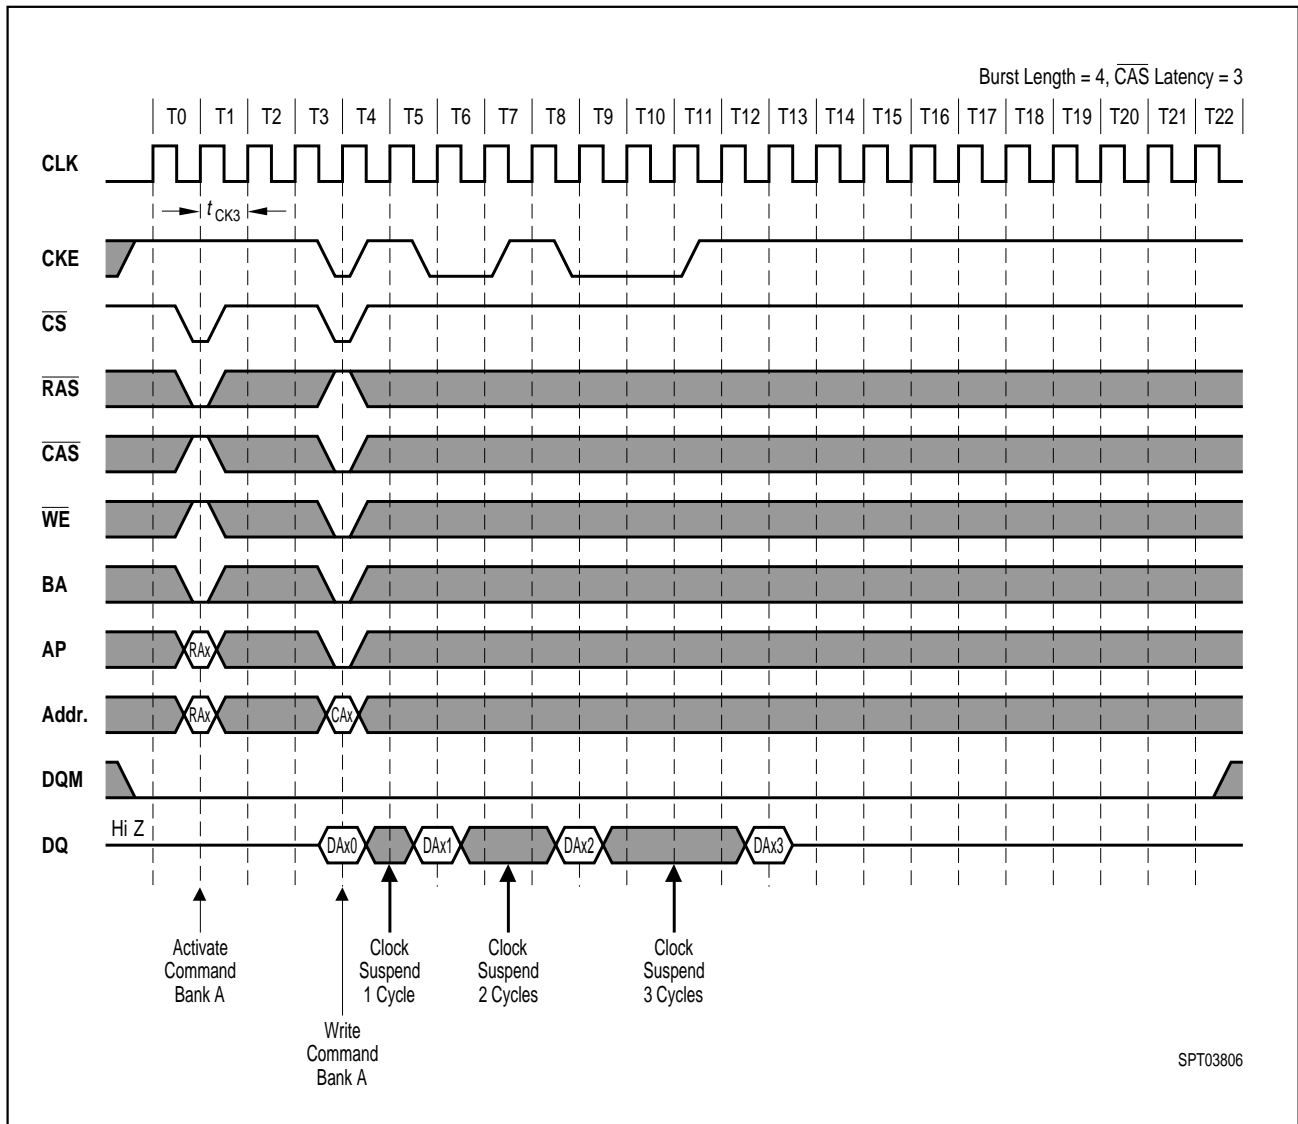 Burst Length = 4, CAS Latency = 3
T0 T1 T2 T3 T4 T5 T6 T7 T8 T9 T10 T11 T12 T13 T14 T15 T16 T17 T18 T19 T20 T21 T22
CLK
t CK3
CKE
CS
RAS
CAS
WE
BA
AP RAx
Addr. RAx CAx
DQM
Hi Z
DQ DAx0 DAx1 DAx2 DAx3
Activate
Command
Bank A
Clock
Suspend
1 Cycle
Clock
Suspend
2 Cycles
Clock
Suspend
3 Cycles
Write
Command
Bank A
SPT03806